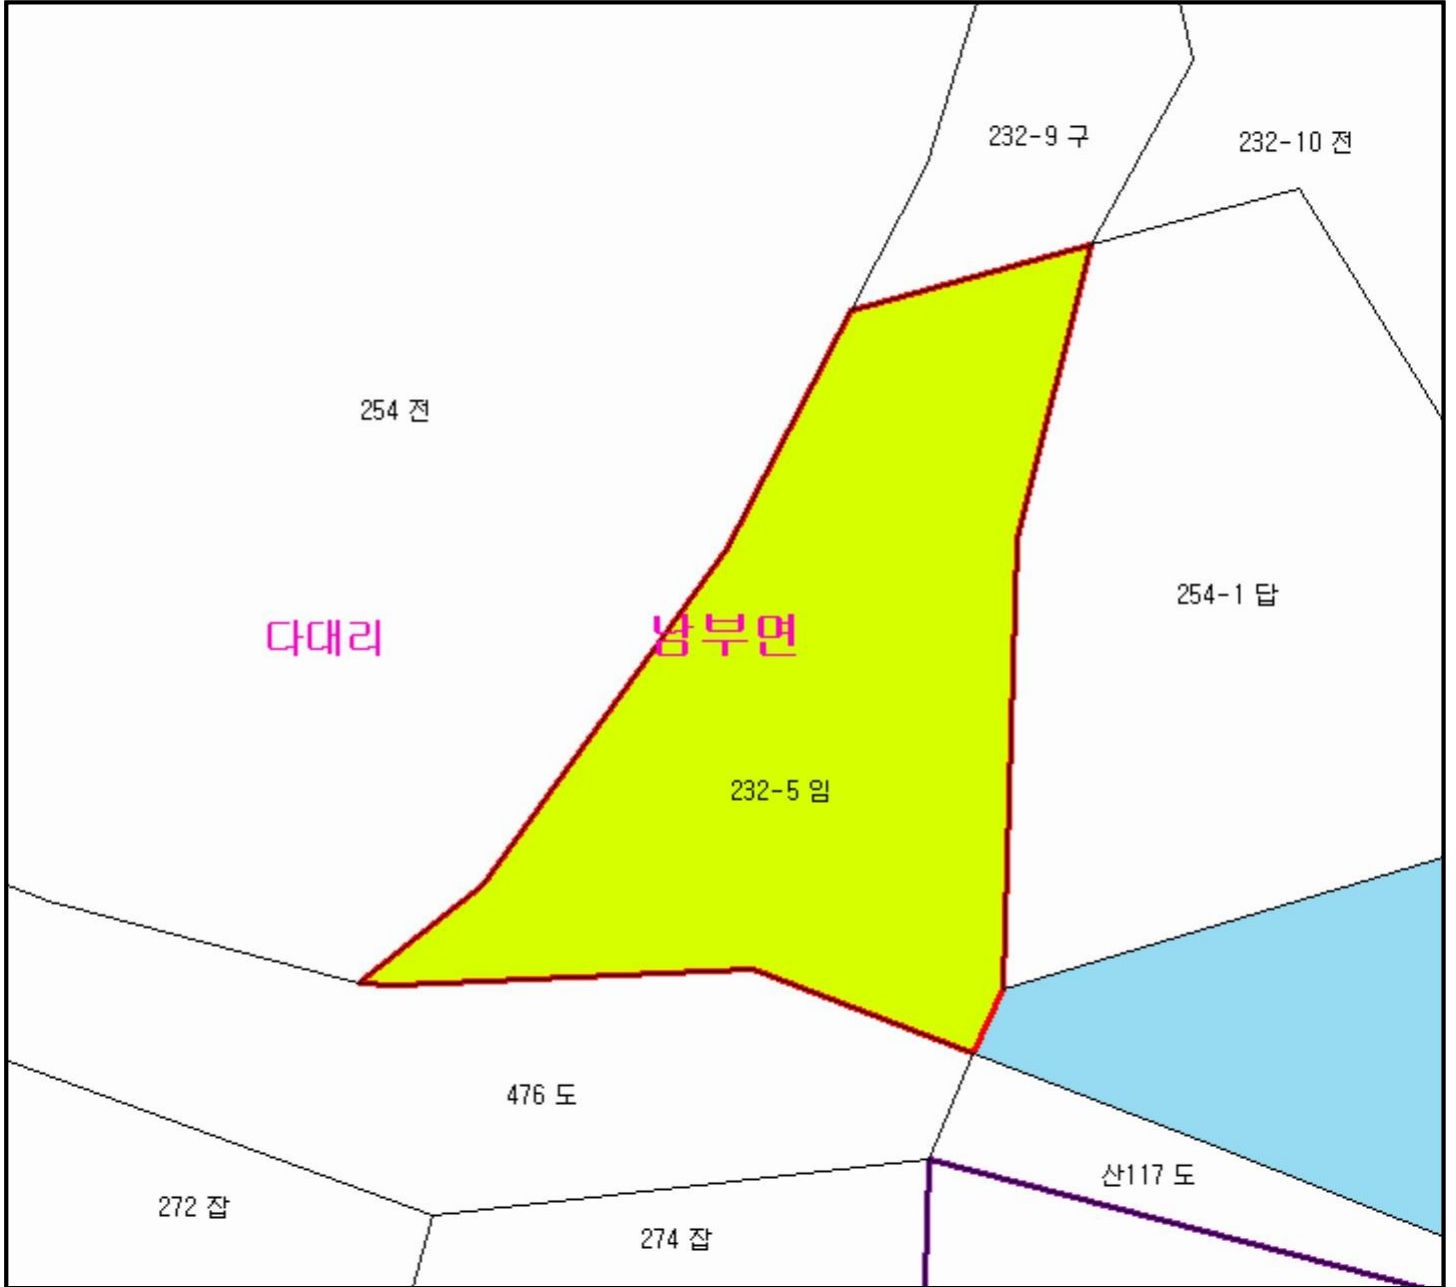 232-9 구
232-10 전
254 전
254-1 답
다대리
남부면
232-5 임
476 도
산117 도
272 잡
274 잡